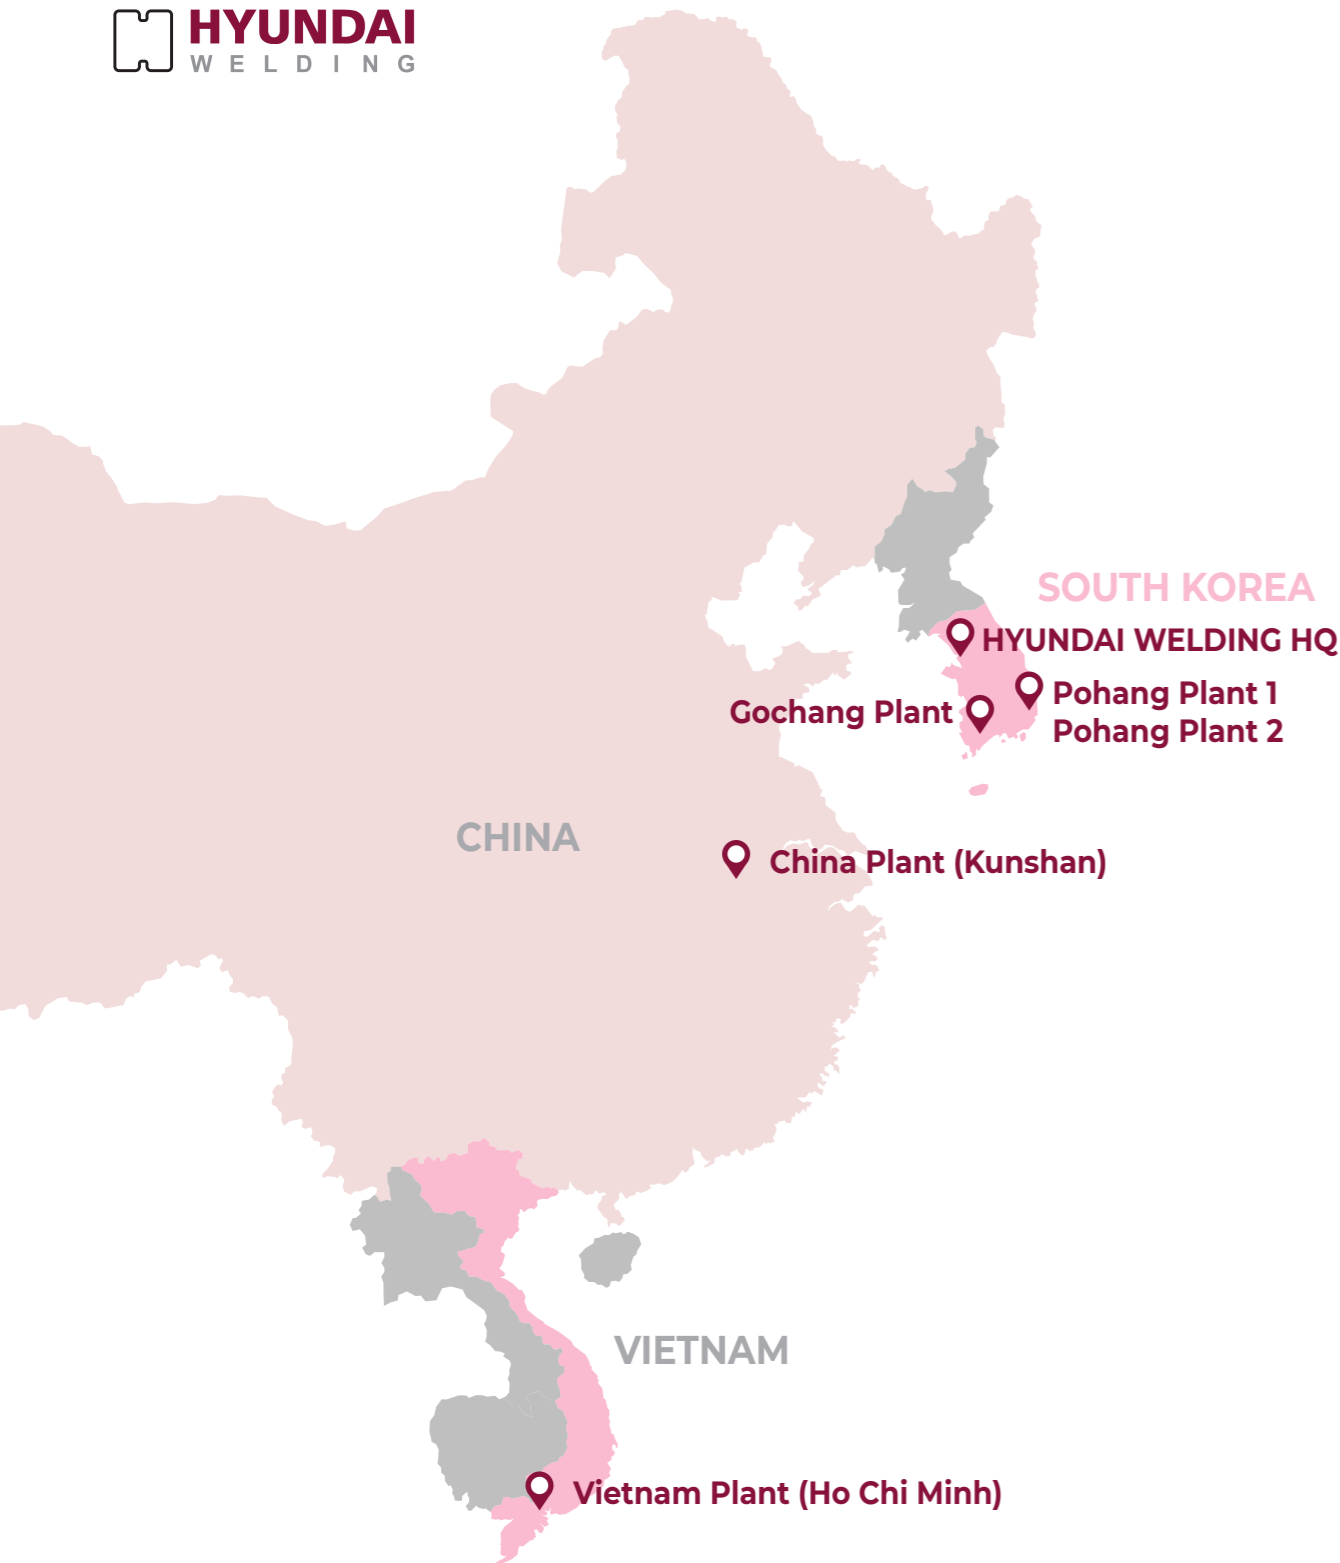 HYUNDAI
WELDING
SOUTH KOREA
HYUNDAI WELDING HQ
Pohang Plant 1
Gochang Plant
Pohang Plant 2
CHINA
China Plant (Kunshan)
VIETNAM
Vietnam Plant (Ho Chi Minh)